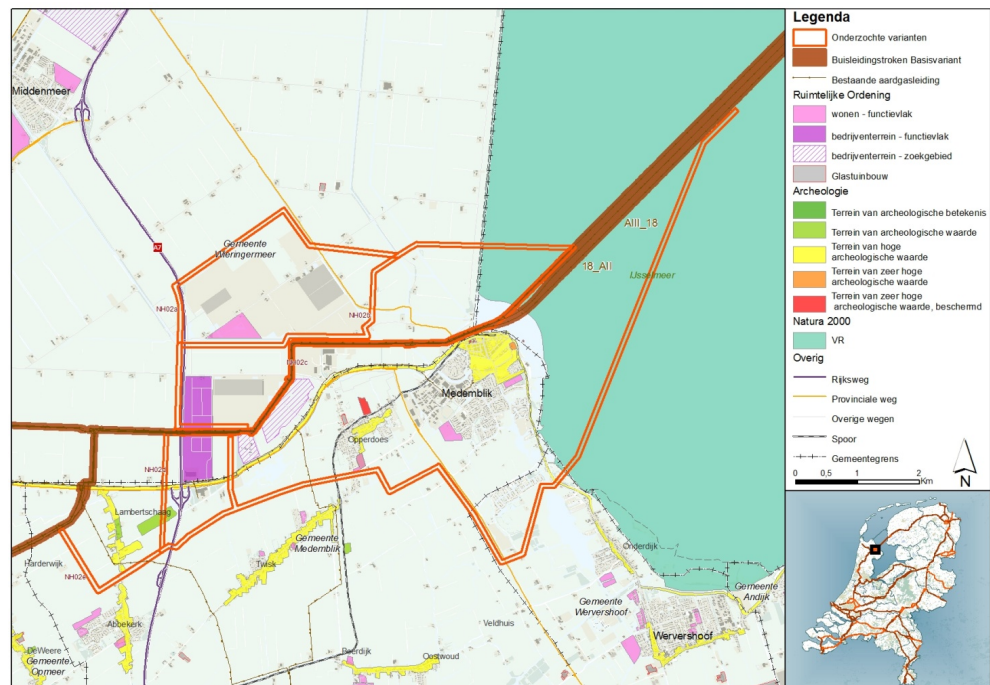 Middenmeer
A7
Gemeente
Wieringermeer
NH02a
NH02b
NH02c
AIII_18
18_AII
IJsselmeer
Medemblik
Opperdoes
Lambertschaag
Gemeente
Medemblik
Harderwijk
Twisk
Abbekerk
DeWeere
Gemeente
Opmeer
Onderdijk
Gemeente
Andijk
Gemeente
Wervershoof
Wervershoof
Veldhuis
Oostwoud
Legenda
Onderzochte varianten
Buisleidingstroken Basisvariant
Bestaande aardgasleiding
Ruimtelijke Ordening
wonen - functievlak
bedrijventerrein - functievlak
bedrijventerrein - zoekgebied
Glastuinbouw
Archeologie
Terrein van archeologische betekenis
Terrein van archeologische waarde
Terrein van hoge
archeologische waarde
Terrein van zeer hoge
archeologische waarde
Terrein van zeer hoge
archeologische waarde, beschermd
Natura 2000
VR
Overig
Rijksweg
Provinciale weg
Overige wegen
Spoor
Gemeentegrens
0 0,5 1 2
Km
N